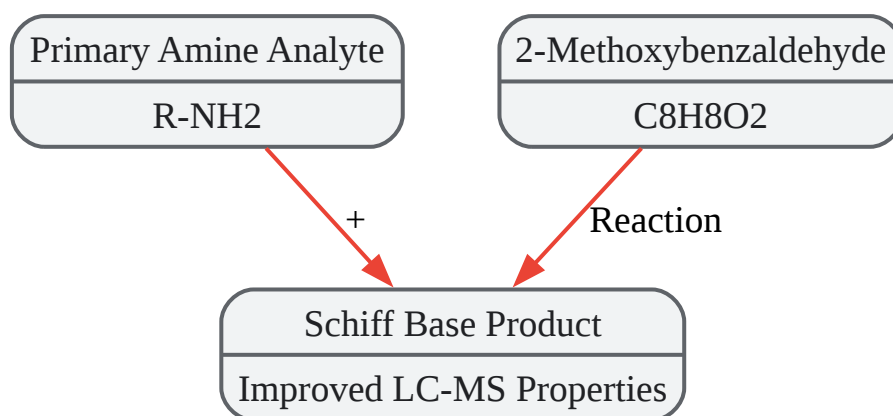 Primary Amine Analyte
2-Methoxybenzaldehyde
R-NH2
C8H8O2
+
Reaction
Schiff Base Product
Improved LC-MS Properties